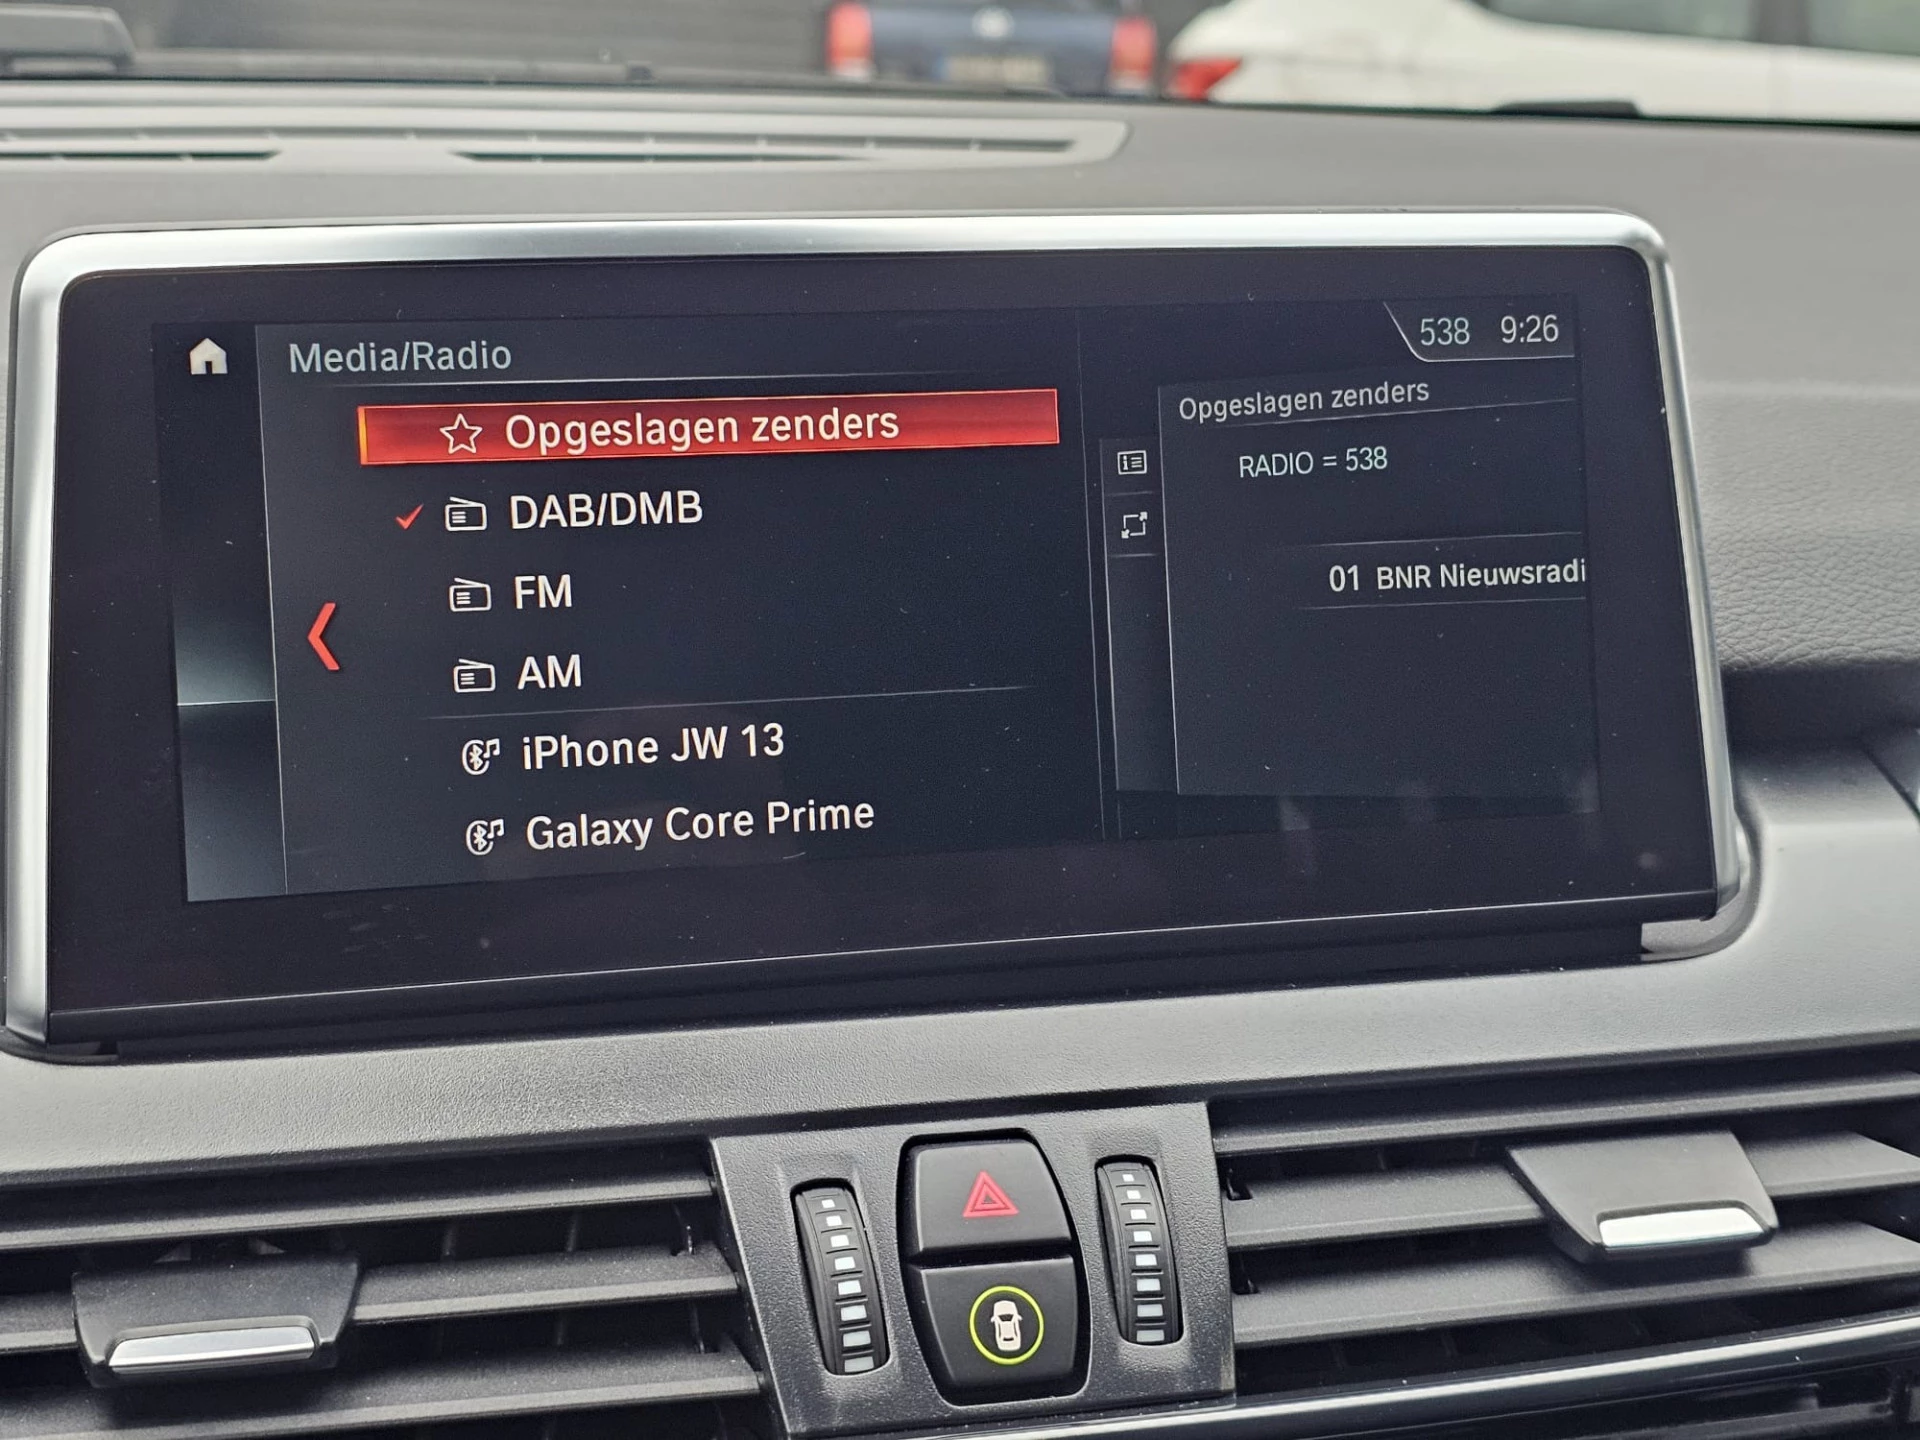 Media/Radio
538 9:26
Opgeslagen zenders
DAB/DMB
FM
AM
iPhone JW 13
Galaxy Core Prime
Opgeslagen zenders
RADIO = 538
01 BNR Nieuwsradi